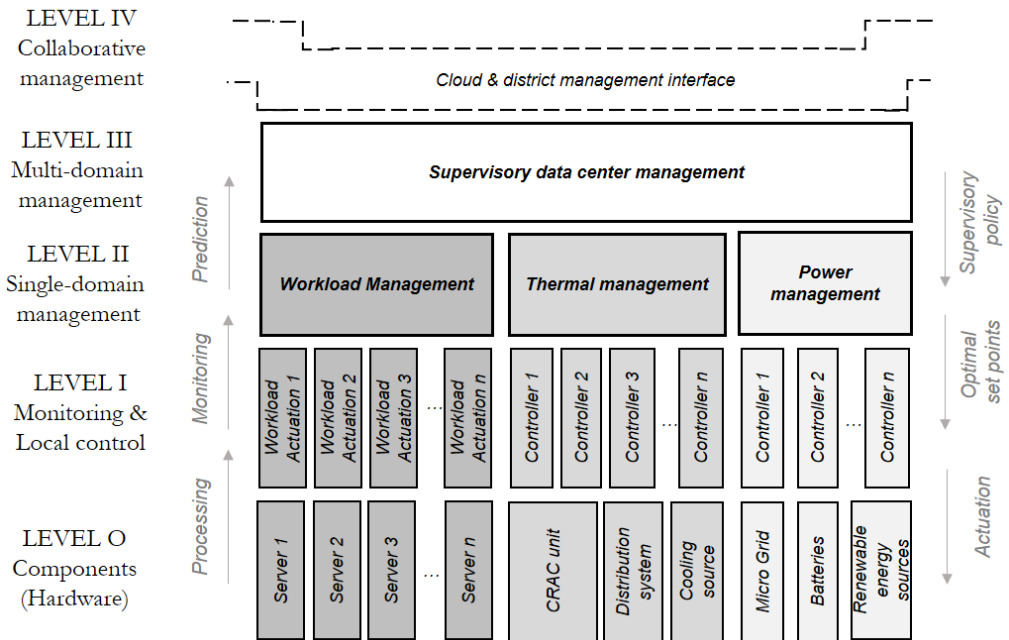 LEVEL IV
Collaborative
management
Cloud & district management interface
LEVEL III
Multi-domain
management
Supervisory data center management
Prediction
Supervisory
policy
LEVEL II
Single-domain
management
Workload Management
Thermal management
Power
management
Monitoring
Optimal
set points
LEVEL I
Monitoring &
Local control
Workload
Actuation 1
Workload
Actuation 2
Workload
Actuation 3
...
Workload
Actuation n
Controller 1
Controller 2
Controller 3
...
Controller n
Controller 1
Controller 2
...
Controller n
Processing
Actuation
LEVEL O
Components
(Hardware)
Server 1
Server 2
Server 3
...
Server n
CRAC unit
Distribution
system
Cooling
source
Micro Grid
Batteries
Renewable
energy
sources